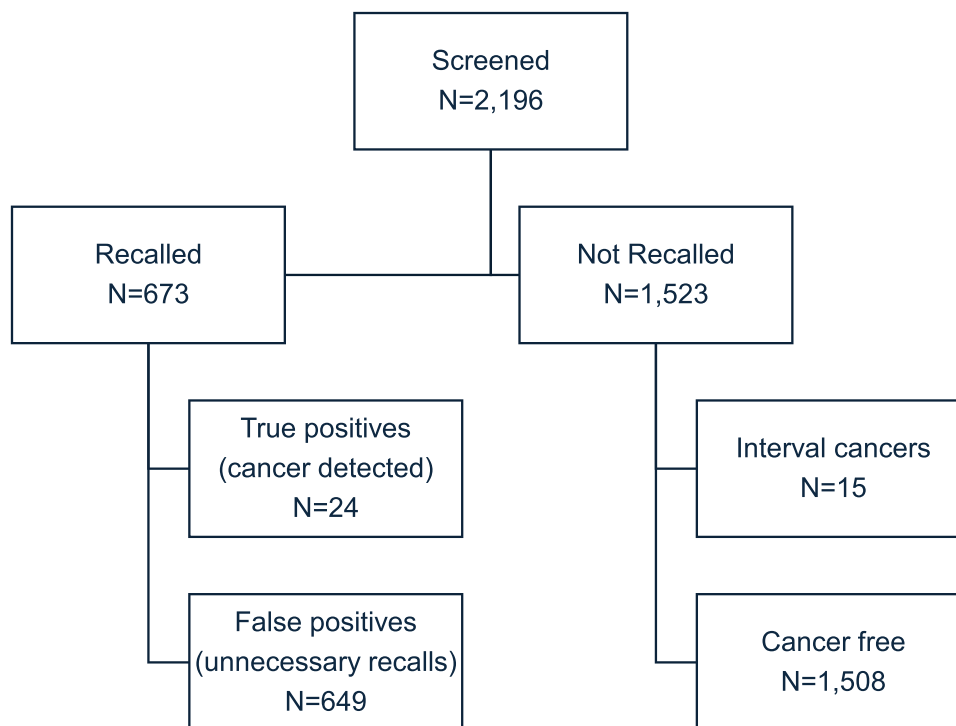 Screened
N=2,196
Recalled
N=673
Not Recalled
N=1,523
True positives
(cancer detected)
N=24
Interval cancers
N=15
False positives
(unnecessary recalls)
N=649
Cancer free
N=1,508